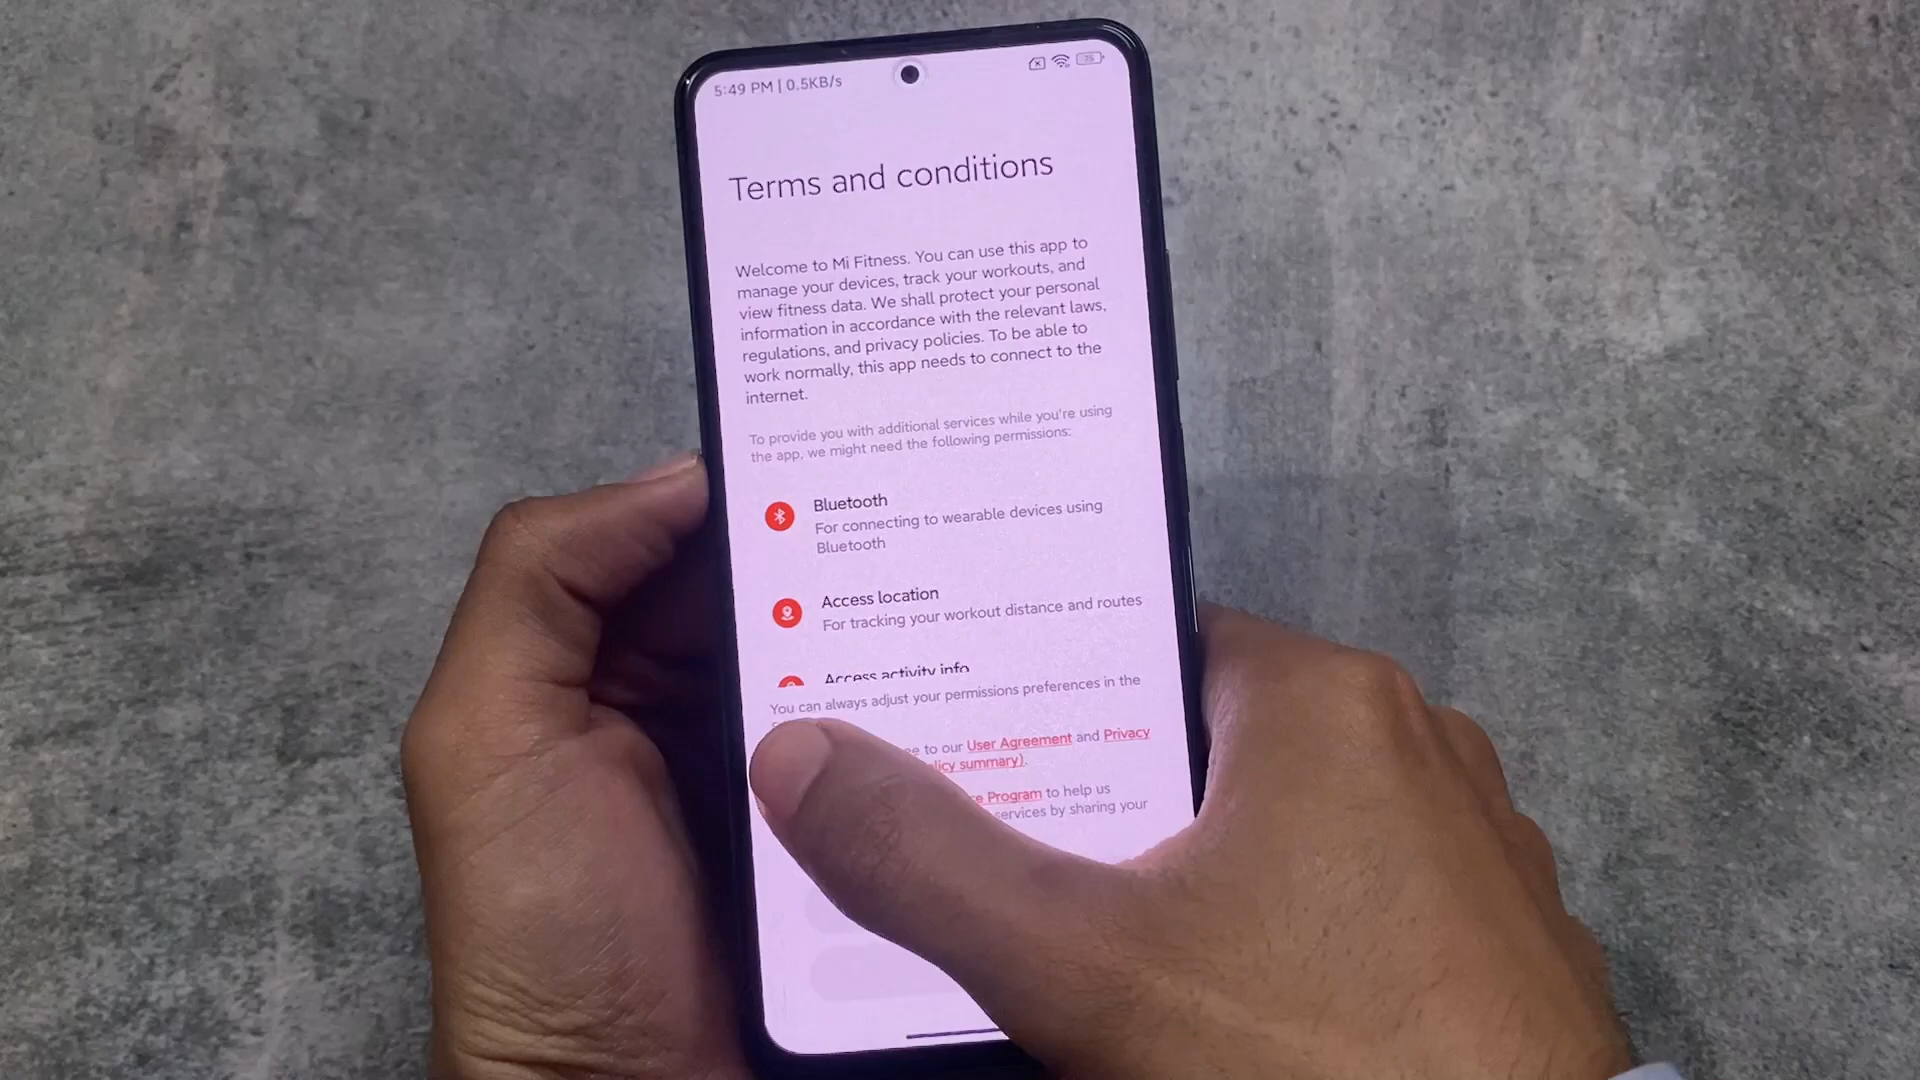 5:49 PM | 0.5KB/s
75
Terms and conditions
Welcome to Mi Fitness. You can use this app to
manage your devices, track your workouts, and
view fitness data. We shall protect your personal
information in accordance with the relevant laws,
regulations, and privacy policies. To be able to
work normally, this app needs to connect to the
internet.
To provide you with additional services while you're using
the app, we might need the following permissions:
Bluetooth
For connecting to wearable devices using
Bluetooth
Access location
For tracking your workout distance and routes
Access activity info
You can always adjust your permissions preferences in the
to our User Agreement and Privacy
summary).
Program to help us
services by sharing your